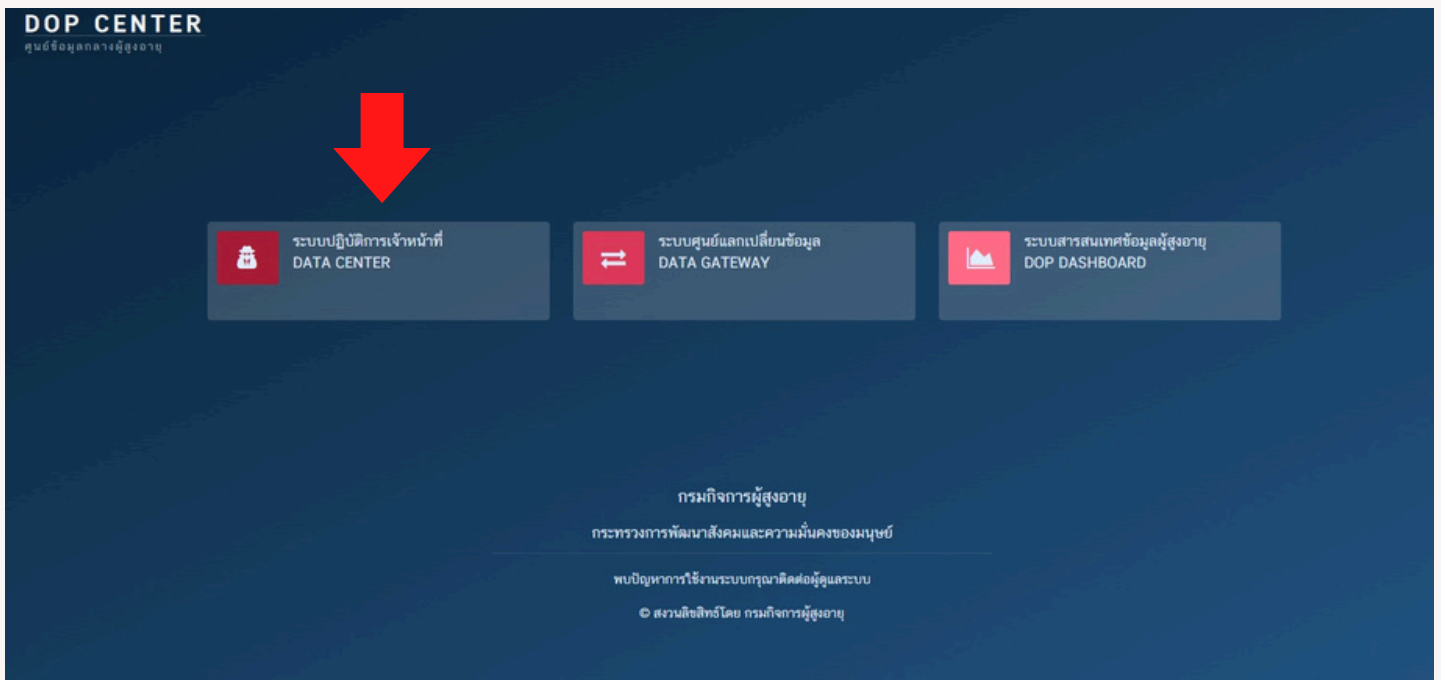 DOP CENTER
ศูนย์ข้อมูลกลางผู้สูงอายุ
ระบบปฏิบัติการเจ้าหน้าที่
DATA CENTER
ระบบศูนย์แลกเปลี่ยนข้อมูล
DATA GATEWAY
ระบบสารสนเทศข้อมูลผู้สูงอายุ
DOP DASHBOARD
กรมกิจการผู้สูงอายุ
กระทรวงการพัฒนาสังคมและความมั่นคงของมนุษย์
พบปัญหาการใช้งานระบบกรุณาติดต่อผู้ดูแลระบบ
© สงวนลิขสิทธ์โดย กรมกิจการผู้สูงอายุ